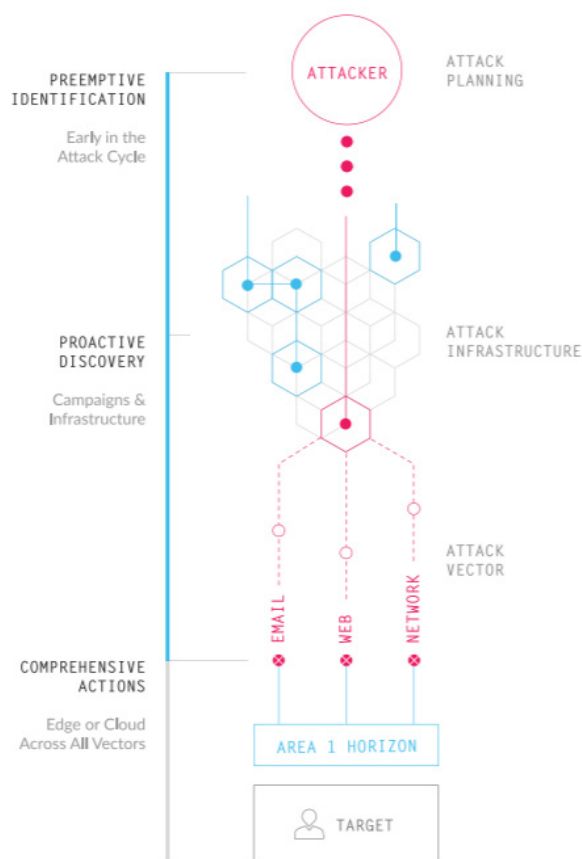 PREEMPTIVE
IDENTIFICATION
Early in the
Attack Cycle
ATTACKER
ATTACK
PLANNING
PROACTIVE
DISCOVERY
Campaigns &
Infrastructure
ATTACK
INFRASTRUCTURE
ATTACK
VECTOR
EMAIL
WEB
NETWORK
COMPREHENSIVE
ACTIONS
Edge or Cloud
Across All Vectors
AREA 1 HORIZON
TARGET